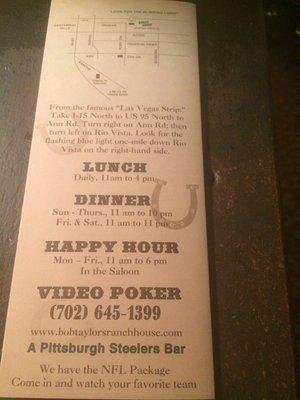 "LOOK FOR THE BLINKING LIGHT"
From the famous "Las Vegas Strip:"
Take I-15 North to US 95 North to
Ann Rd. Turn right on Ann Rd; then
turn left on Rio Vista. Look for the
flashing blue light one-mile down Rio
Vista on the right-hand side.
LUNCH
Daily, 11am to 4 pm
DINNER
Sun - Thurs., 11 am to 10 pm
Fri. & Sat., 11 am to 11 pm
HAPPY HOUR
Mon – Fri., 11 am to 6 pm
In the Saloon
VIDEO POKER
(702) 645-1399
www.bobtaylorsranchhouse.com
A Pittsburgh Steelers Bar
We have the NFL Package
Come in and watch your favorite team